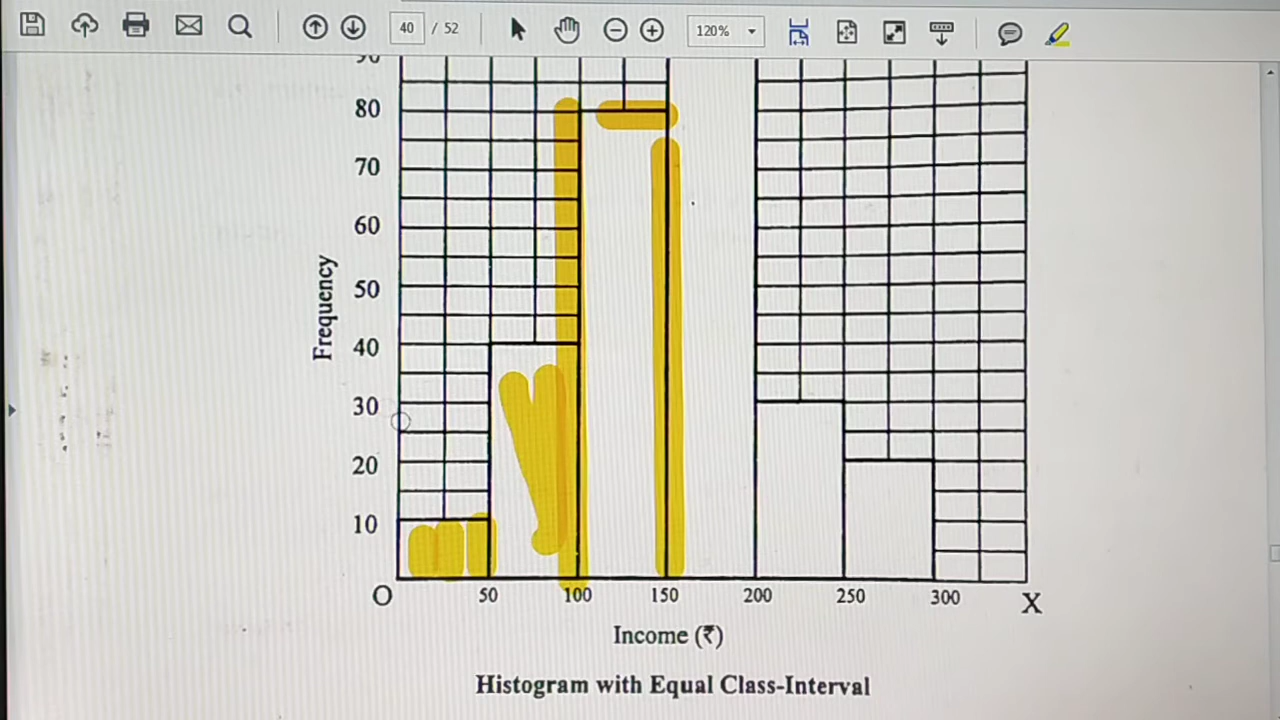 40 / 52
120%
90
80
70
60
50
40
30
20
10
Frequency
O 50 100 150 200 250 300 X
Income (₹)
Histogram with Equal Class-Interval